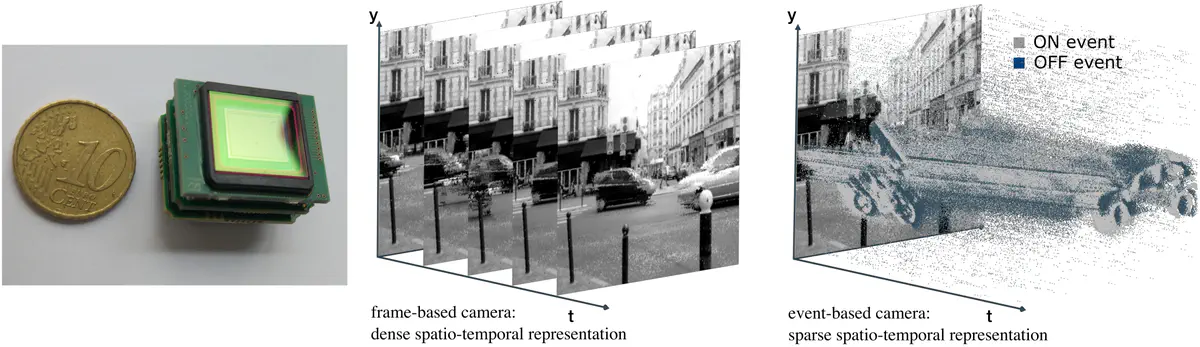 10
CENT
y
t
frame-based camera:
dense spatio-temporal representation
y
ON event
OFF event
t
event-based camera:
sparse spatio-temporal representation